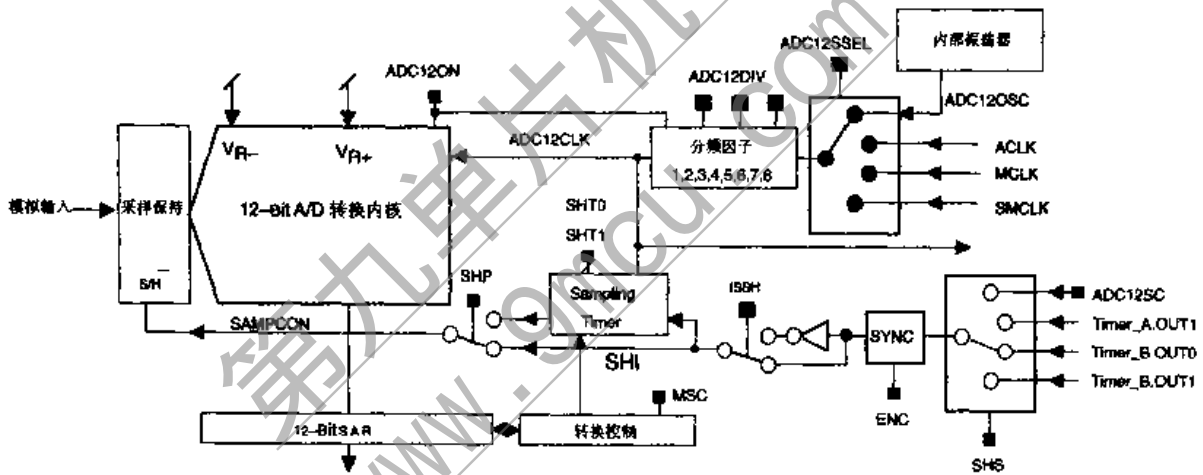 ADC12SSEL
内部振荡器
ADC12ON
ADC12DIV
ADC12OSC
VR−
VR+
ADC12CLK
分频因子
1,2,3,4,5,6,7,8
ACLK
MCLK
SMCLK
模拟输入
采样保持
12-Bit A/D 转换内核
S/H
SHT0
SHT1
SHP
Sampling
Timer
ISSH
SAMPCON
SHI
SYNC
ADC12SC
Timer_A.OUT1
Timer_B.OUT0
Timer_B.OUT1
MSC
ENC
12-Bit SAR
转换控制
SHS
第九单片机
www.9mcu.com